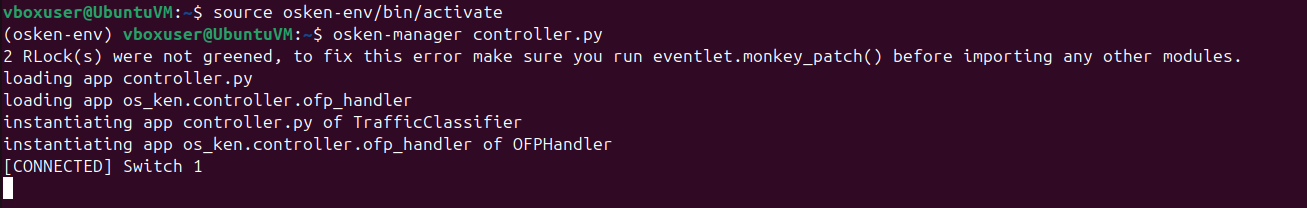 vboxuser@UbuntuVM:~$ source osken-env/bin/activate
(osken-env) vboxuser@UbuntuVM:~$ osken-manager controller.py
2 RLock(s) were not greened, to fix this error make sure you run eventlet.monkey_patch() before importing any other modules.
loading app controller.py
loading app os_ken.controller.ofp_handler
instantiating app controller.py of TrafficClassifier
instantiating app os_ken.controller.ofp_handler of OFPHandler
[CONNECTED] Switch 1